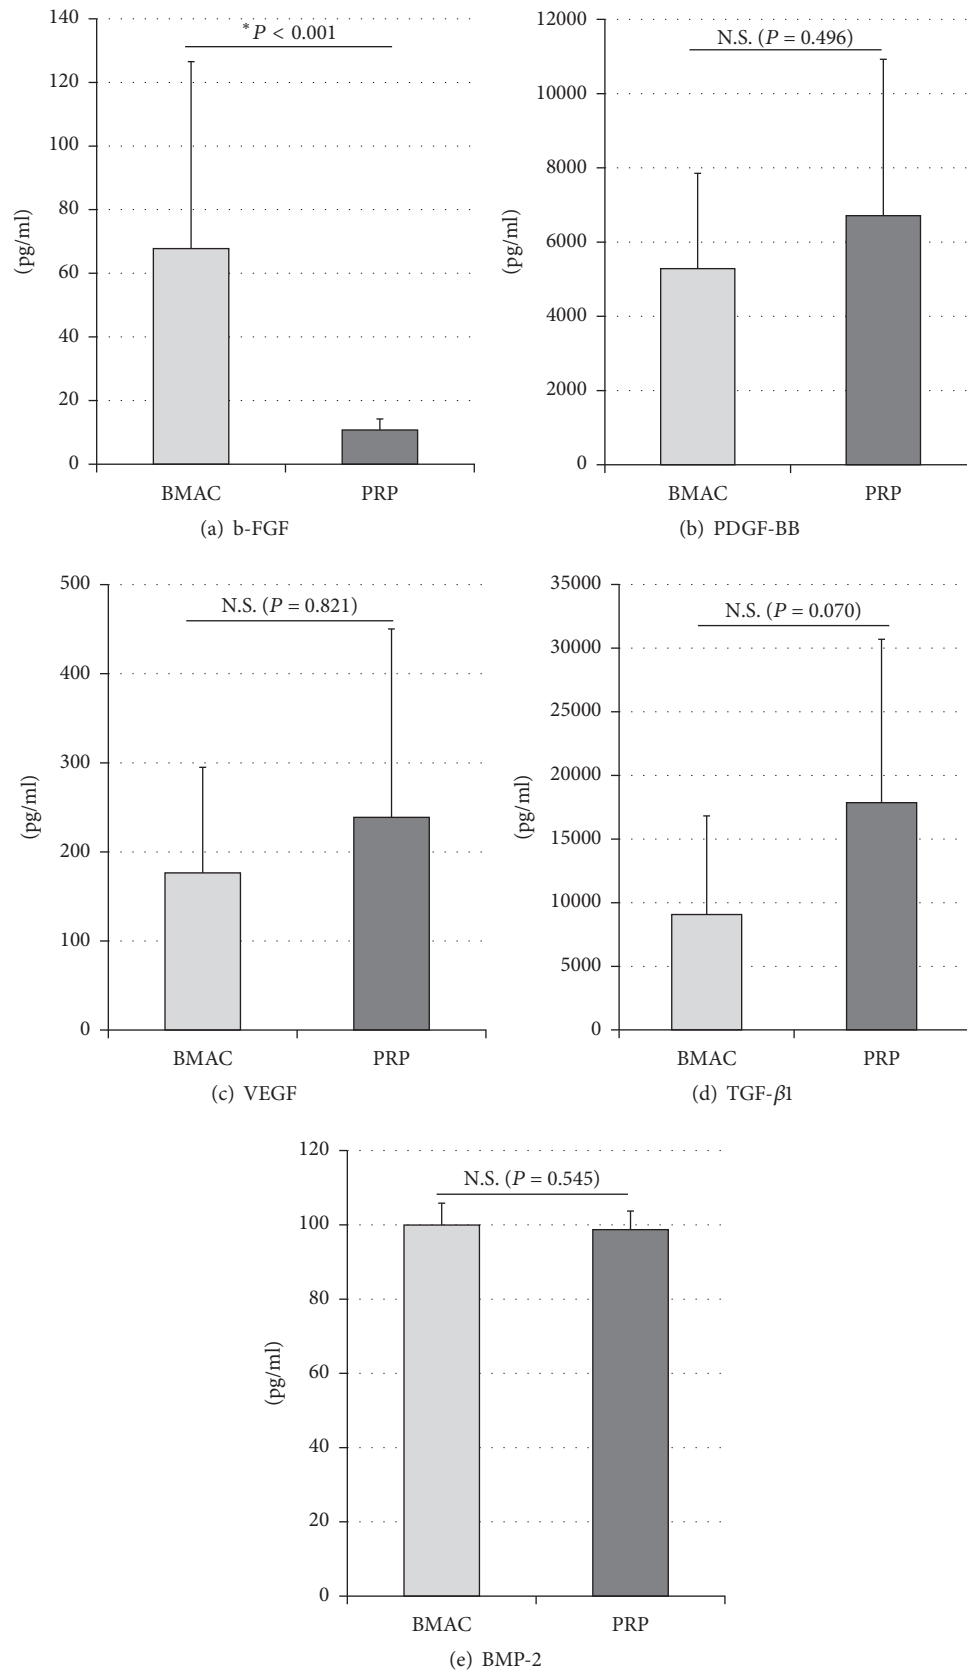 140
120
100
80
60
40
20
0
(pg/ml)
*P < 0.001
BMAC PRP
(a) b-FGF
12000
10000
8000
6000
4000
2000
0
(pg/ml)
N.S. (P = 0.496)
BMAC PRP
(b) PDGF-BB
500
400
300
200
100
0
(pg/ml)
N.S. (P = 0.821)
BMAC PRP
(c) VEGF
35000
30000
25000
20000
15000
10000
5000
0
(pg/ml)
N.S. (P = 0.070)
BMAC PRP
(d) TGF-β1
120
100
80
60
40
20
0
(pg/ml)
N.S. (P = 0.545)
BMAC PRP
(e) BMP-2